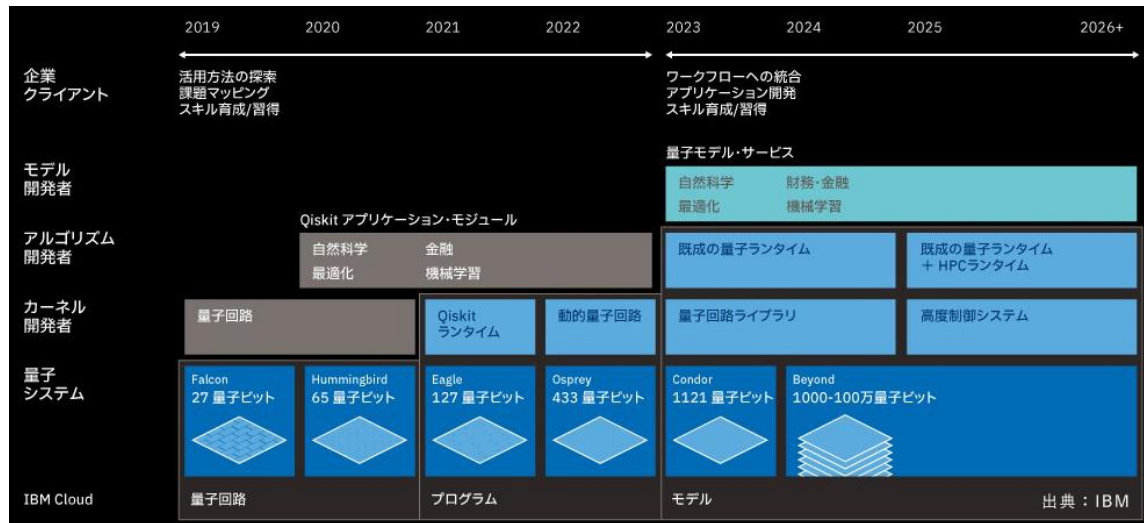 2019 2020 2021 2022 2023 2024 2025 2026+
企業
クライアント
活用方法の探索
課題マッピング
スキル育成/習得
ワークフローへの統合
アプリケーション開発
スキル育成/習得
モデル
開発者
量子モデル・サービス
自然科学 財務・金融
最適化 機械学習
アルゴリズム
開発者
Qiskit アプリケーション・モジュール
自然科学 金融
最適化 機械学習
既成の量子ランタイム
既成の量子ランタイム
＋ HPCランタイム
カーネル
開発者
量子回路
Qiskit
ランタイム
動的量子回路
量子回路ライブラリ
高度制御システム
量子
システム
Falcon
27 量子ビット
Hummingbird
65 量子ビット
Eagle
127 量子ビット
Osprey
433 量子ビット
Condor
1121 量子ビット
Beyond
1000-100万量子ビット
IBM Cloud
量子回路
プログラム
モデル
出典：IBM